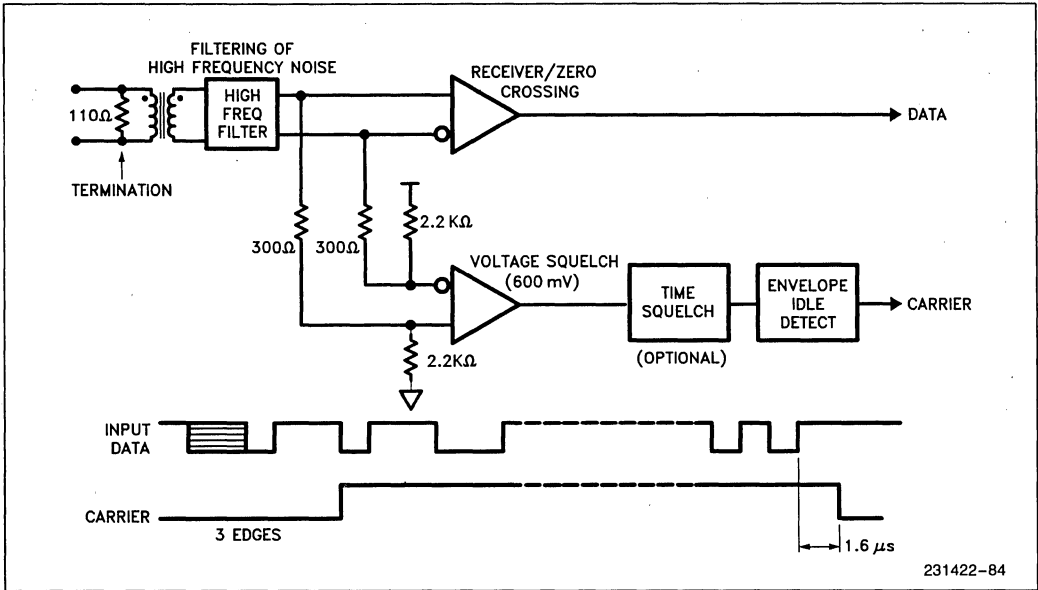 FILTERING OF
HIGH FREQUENCY NOISE
110Ω
HIGH
FREQ
FILTER
TERMINATION
RECEIVER/ZERO
CROSSING
DATA
300Ω
300Ω
2.2 KΩ
VOLTAGE SQUELCH
(600 mV)
2.2KΩ
TIME
SQUELCH
(OPTIONAL)
ENVELOPE
IDLE
DETECT
CARRIER
INPUT
DATA
CARRIER
3 EDGES
1.6 μs
231422-84